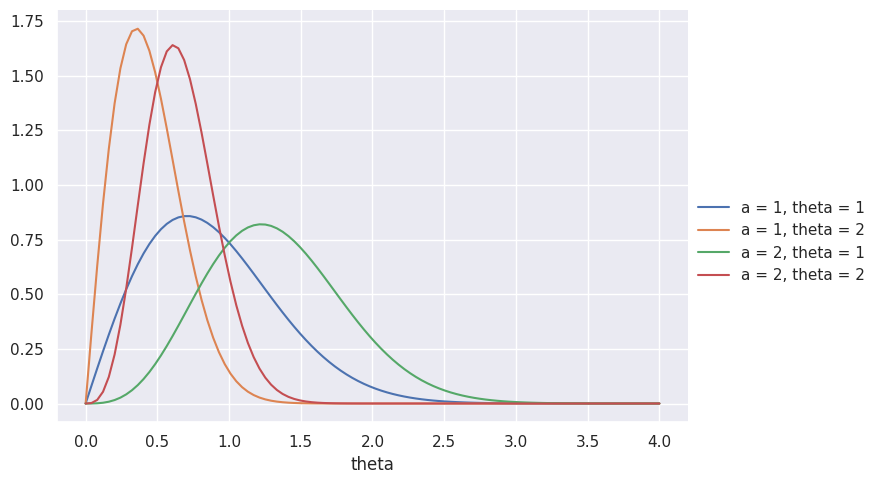 1.75
1.50
1.25
1.00
0.75
0.50
0.25
0.00
0.0 0.5 1.0 1.5 2.0 2.5 3.0 3.5 4.0
theta
a = 1, theta = 1
a = 1, theta = 2
a = 2, theta = 1
a = 2, theta = 2